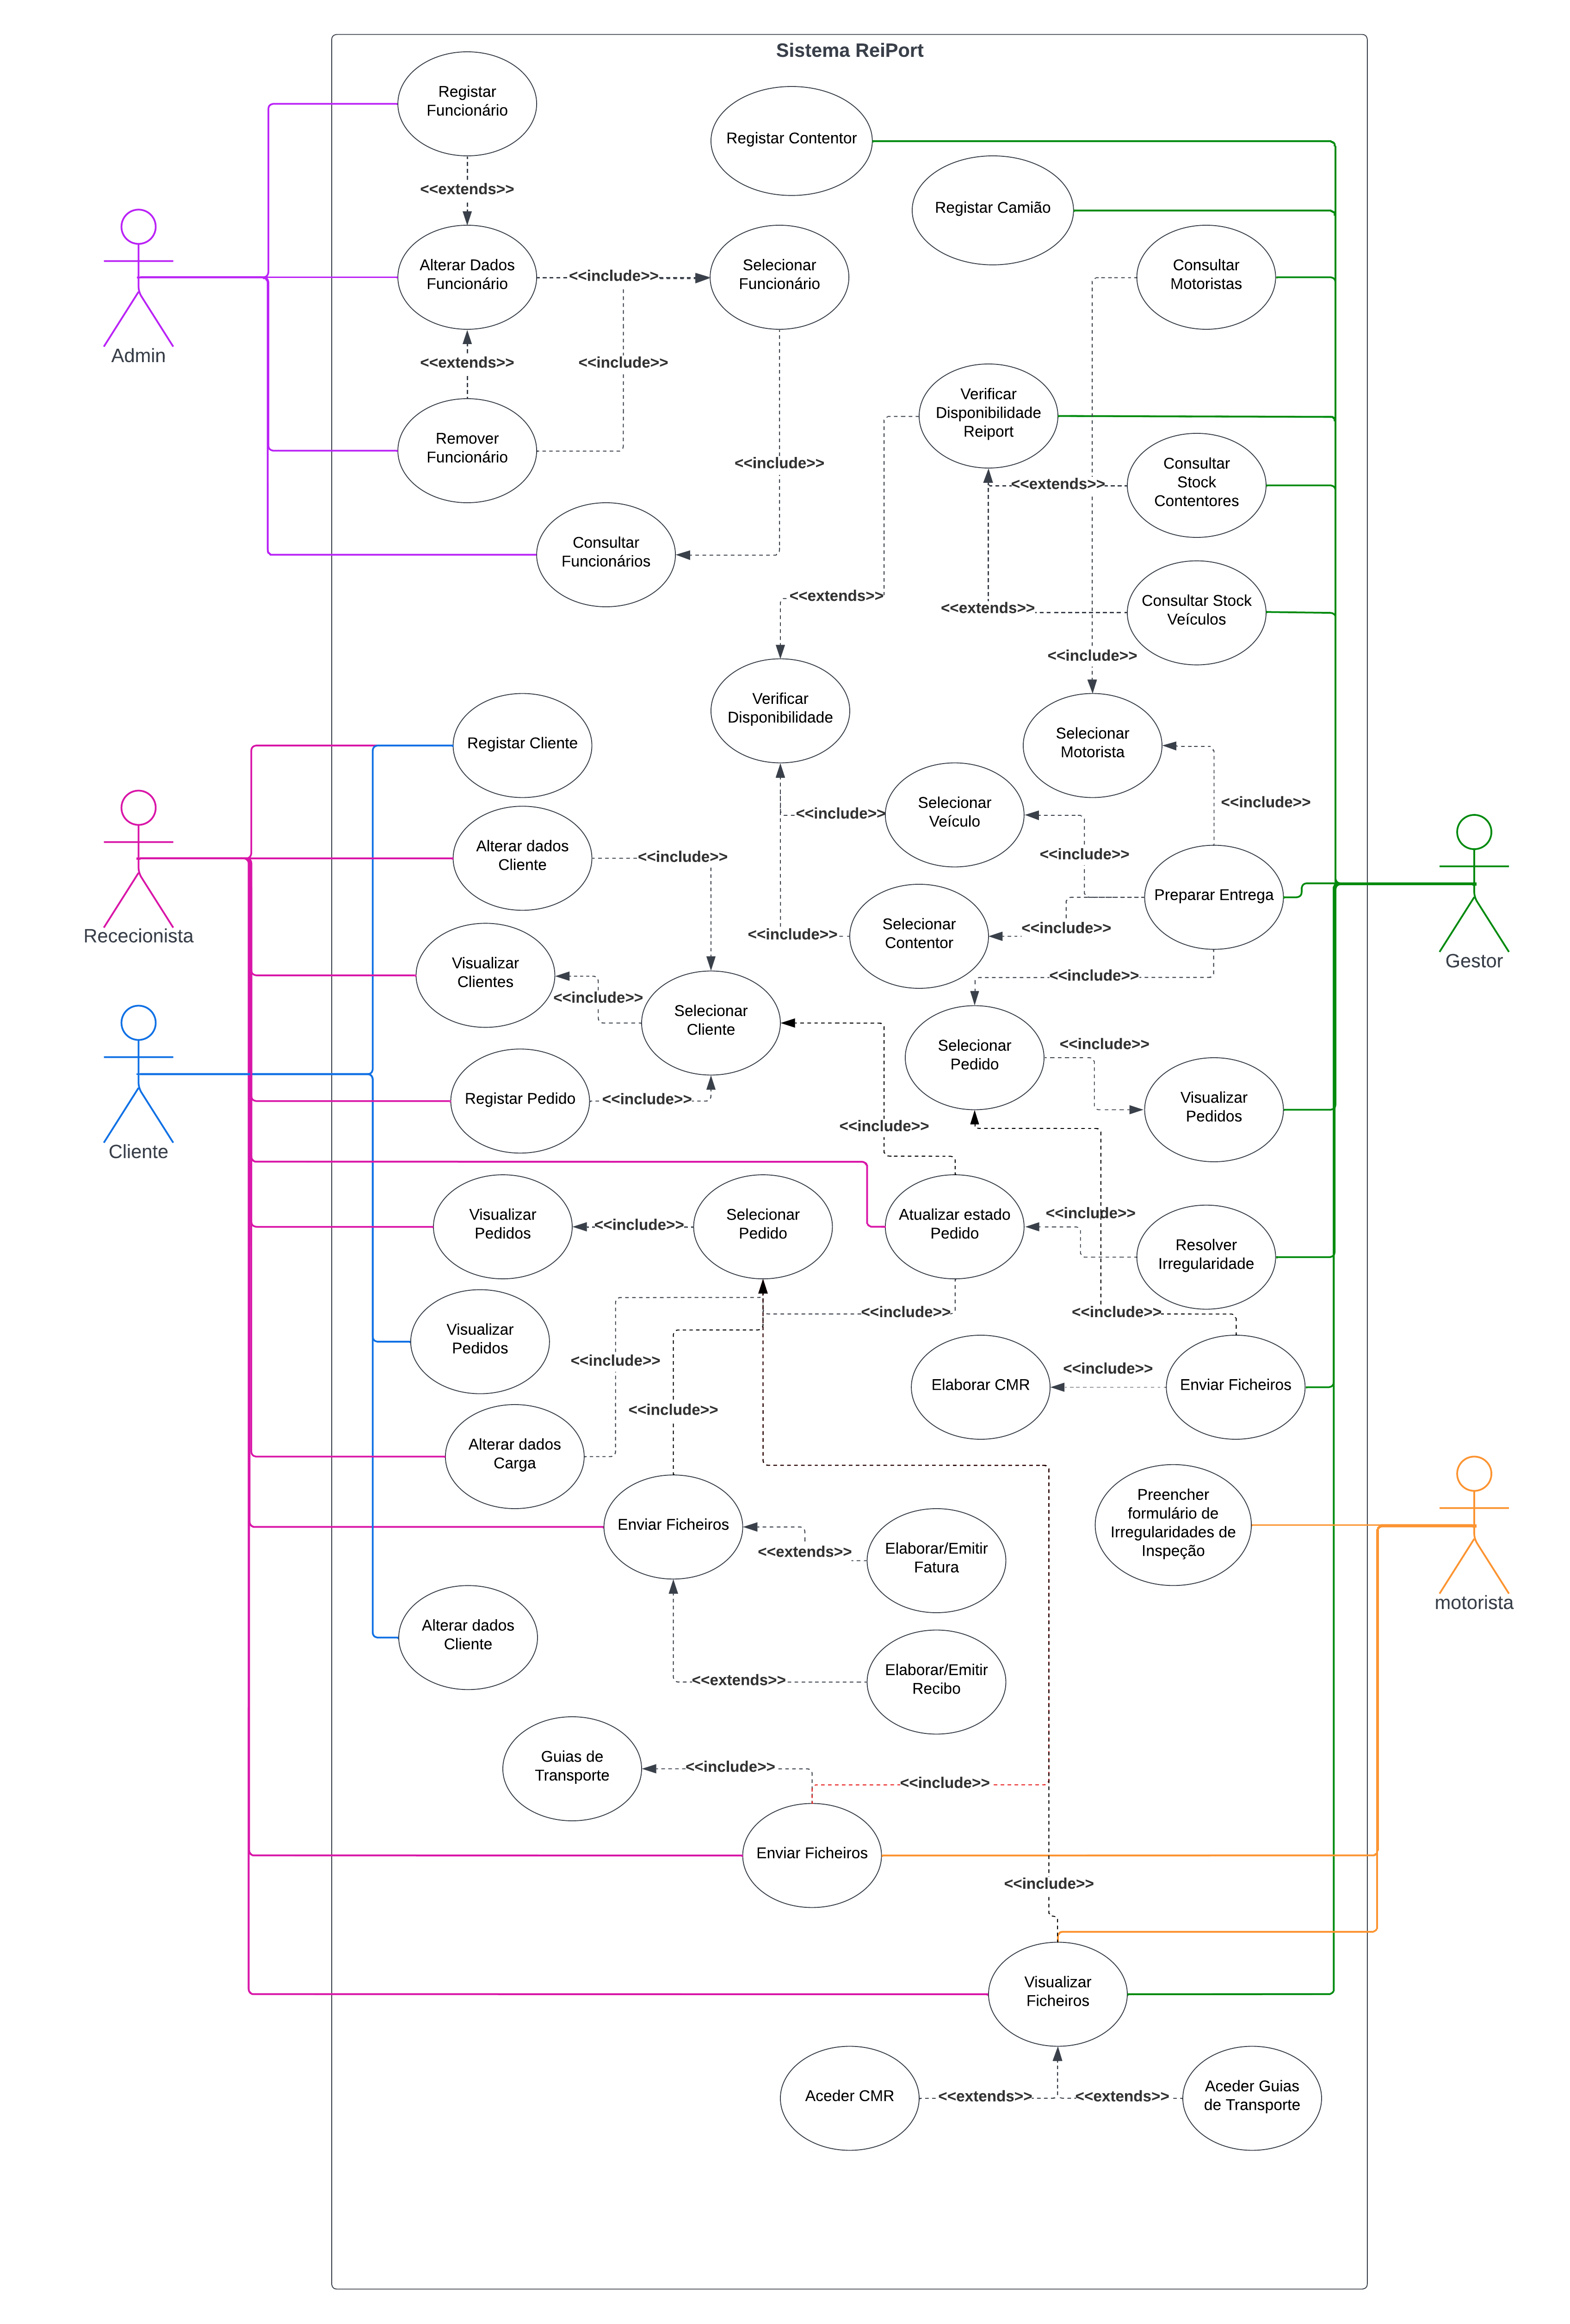 Sistema ReiPort
Registar
Funcionário
Registar Contentor
<<extends>>
Registar Camião
Admin
Alterar Dados
Funcionário
<<include>>
Selecionar
Funcionário
Consultar
Motoristas
<<extends>>
<<include>>
Verificar
Disponibilidade
Reiport
Remover
Funcionário
<<include>>
<<extends>>
Consultar
Stock
Contentores
Consultar
Funcionários
<<extends>>
<<extends>>
Consultar Stock
Veículos
<<include>>
Verificar
Disponibilidade
Registar Cliente
Selecionar
Motorista
<<include>>
Selecionar
Veículo
<<include>>
Alterar dados
Cliente
<<include>>
<<include>>
Preparar Entrega
Rececionista
Selecionar
Contentor
<<include>>
<<include>>
Gestor
Visualizar
Clientes
<<include>>
<<include>>
Selecionar
Cliente
Selecionar
Pedido
<<include>>
Cliente
Registar Pedido
<<include>>
Visualizar
Pedidos
<<include>>
Visualizar
Pedidos
<<include>>
Selecionar
Pedido
Atualizar estado
Pedido
<<include>>
Resolver
Irregularidade
<<include>>
<<include>>
Visualizar
Pedidos
<<include>>
Elaborar CMR
<<include>>
Enviar Ficheiros
<<include>>
Alterar dados
Carga
Enviar Ficheiros
<<extends>>
Elaborar/Emitir
Fatura
Preencher
formulário de
Irregularidades de
Inspeção
motorista
Alterar dados
Cliente
<<extends>>
Elaborar/Emitir
Recibo
Guias de
Transporte
<<include>>
<<include>>
Enviar Ficheiros
<<include>>
Visualizar
Ficheiros
Aceder CMR
<<extends>>
<<extends>>
Aceder Guias
de Transporte